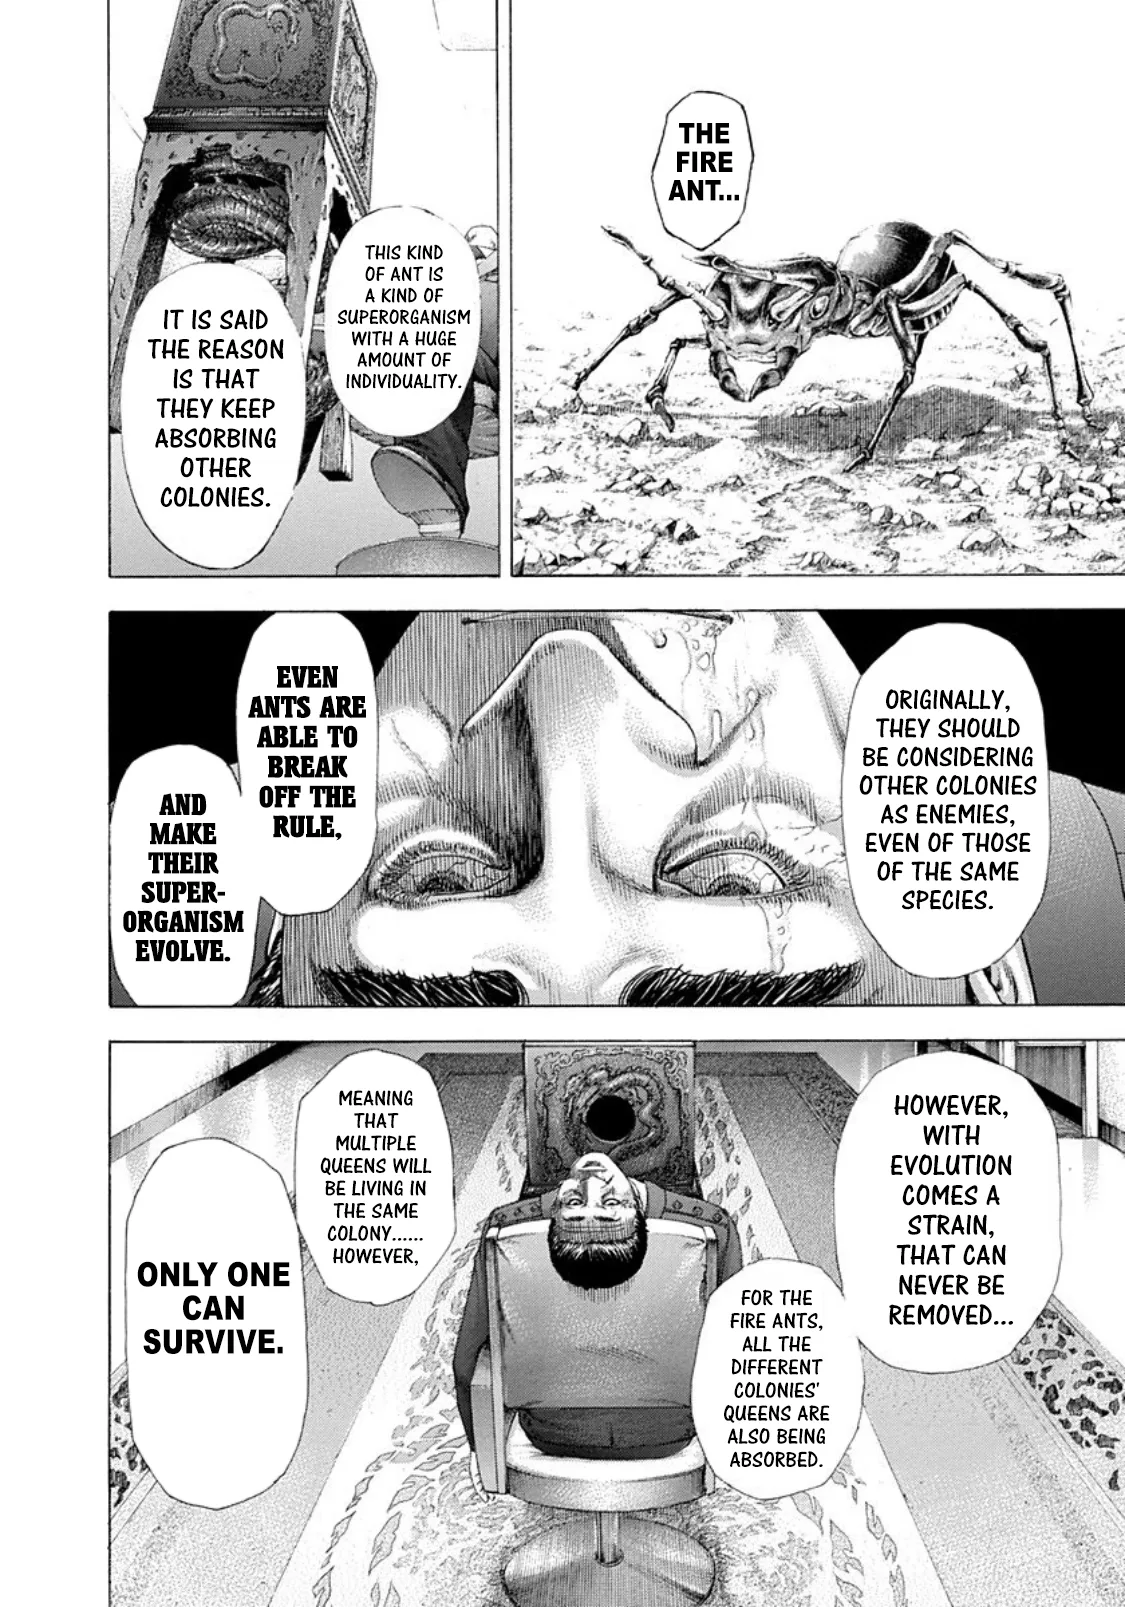 THE
FIRE
ANT...
THIS KIND
OF ANT IS
A KIND OF
SUPERORGANISM
WITH A HUGE
AMOUNT OF
INDIVIDUALITY.
IT IS SAID
THE REASON
IS THAT
THEY KEEP
ABSORBING
OTHER
COLONIES.
ORIGINALLY,
THEY SHOULD
BE CONSIDERING
OTHER COLONIES
AS ENEMIES,
EVEN OF THOSE
OF THE SAME
SPECIES.
EVEN
ANTS ARE
ABLE TO
BREAK
OFF THE
RULE,
AND
MAKE
THEIR
SUPER-
ORGANISM
EVOLVE.
HOWEVER,
WITH
EVOLUTION
COMES A
STRAIN,
THAT CAN
NEVER BE
REMOVED...
FOR THE
FIRE ANTS,
ALL THE
DIFFERENT
COLONIES'
QUEENS ARE
ALSO BEING
ABSORBED.
MEANING
THAT
MULTIPLE
QUEENS WILL
BE LIVING IN
THE SAME
COLONY......
HOWEVER,
ONLY ONE
CAN
SURVIVE.